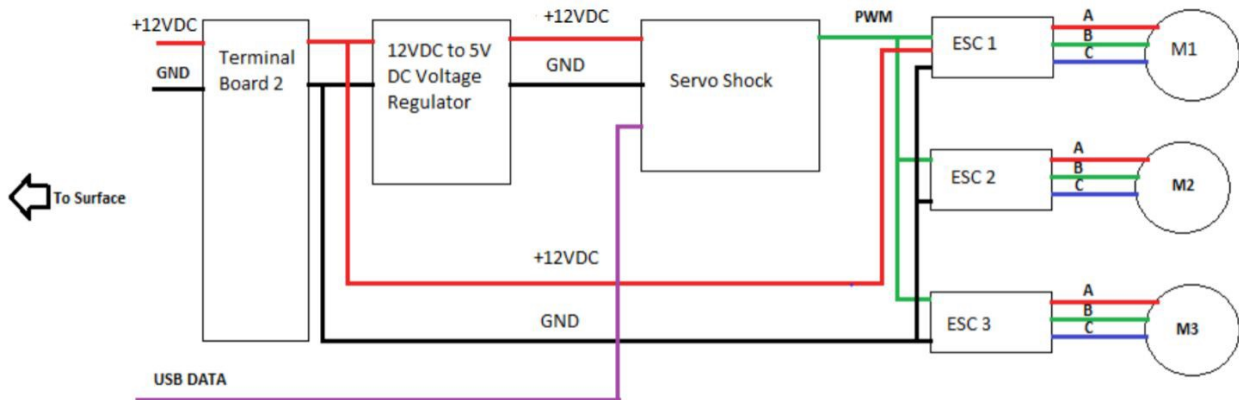 +12VDC
GND
Terminal
Board 2
12VDC to 5V
DC Voltage
Regulator
+12VDC
GND
Servo Shock
PWM
ESC 1
A
B
C
M1
ESC 2
A
B
C
M2
To Surface
+12VDC
GND
ESC 3
A
B
C
M3
USB DATA